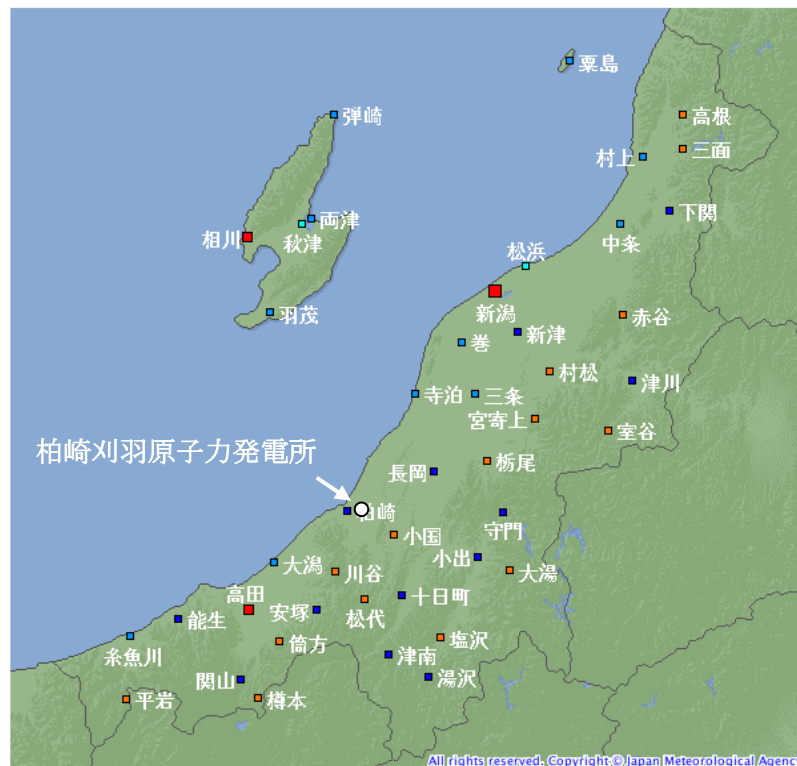 粟島
弾崎
高根
三面
村上
下関
両津
相川
秋津
中条
松浜
羽茂
新潟
赤谷
新津
巻
村松
津川
寺泊
三条
宮寄上
室谷
柏崎刈羽原子力発電所
長岡
栃尾
柏崎
守門
小国
小出
大潟
川谷
大湯
高田
十日町
安塚
松代
能生
塩沢
筒方
糸魚川
津南
関山
湯沢
平岩
樽本
All rights reserved. Copyright © Japan Meteorological Agency